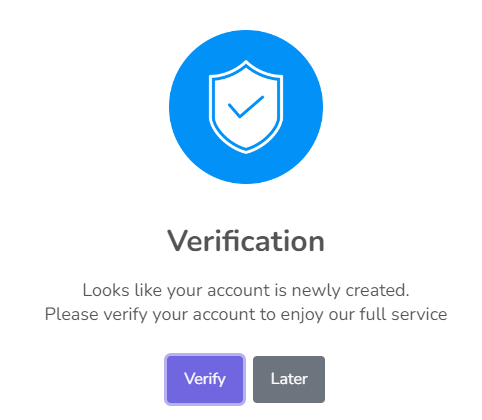 Verification
Looks like your account is newly created.
Please verify your account to enjoy our full service
Verify
Later